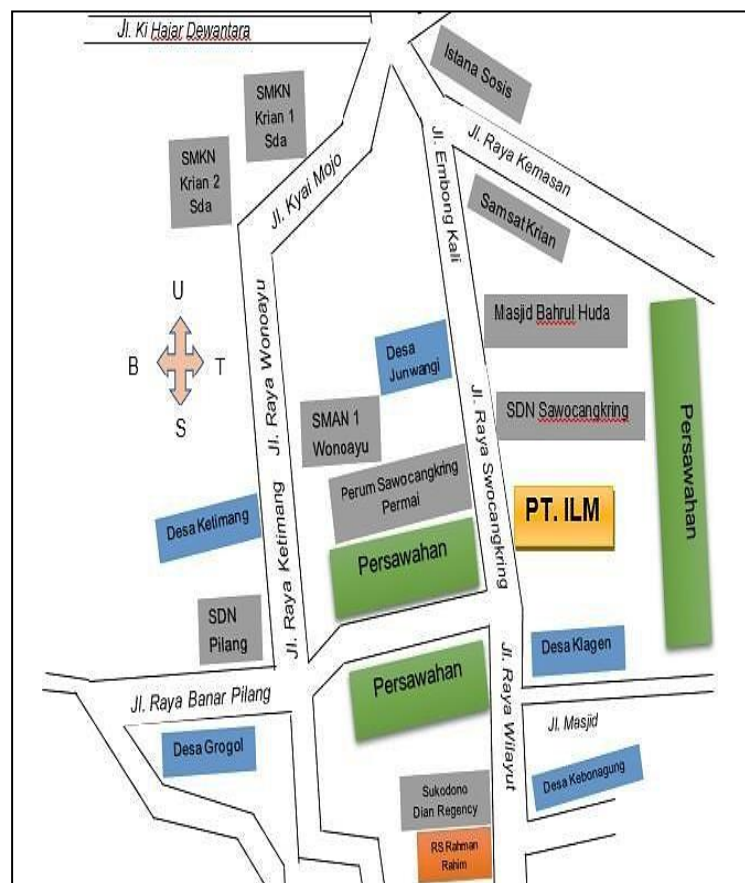 Jl. Ki Hajar Dewantara
Istana Sosis
SMKN
Krian 1
Sda
SMKN
Krian 2
Sda
Jl. Kyai Mojo
Jl. Embong Kali
Jl. Raya Kemasan
Samsat Krian
U
B
T
S
Jl. Raya Wonoayu
Desa
Junwangi
Masjid Bahrul Huda
SMAN 1
Wonoayu
Jl. Raya Swocangkring
SDN Sawocangkring
Persawahan
Perum Sawocangkring
Permai
PT. ILM
Desa Ketimang
Jl. Raya Ketimang
Persawahan
SDN
Pilang
Desa Klagen
Persawahan
Jl. Raya Banar Pilang
Jl. Raya Wilayut
Jl. Masjid
Desa Grogol
Desa Kebonagung
Sukodono
Dian Regency
RS Rahman
Rahim